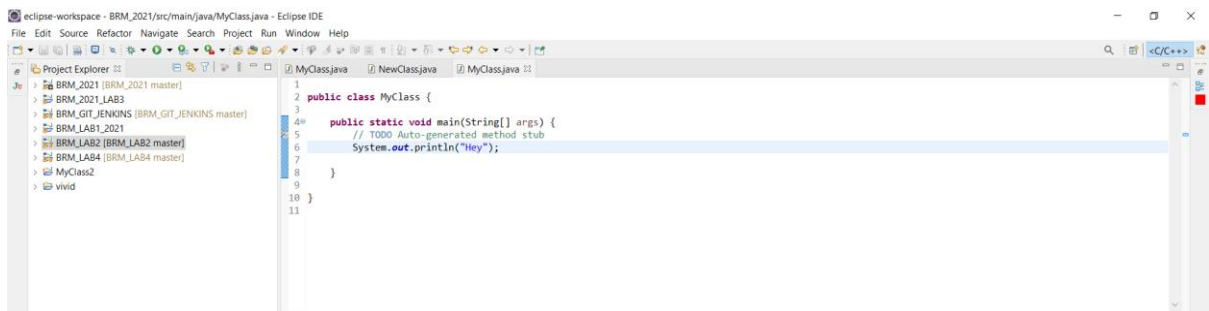 eclipse-workspace - BRM_2021/src/main/java/MyClass.java - Eclipse IDE
File Edit Source Refactor Navigate Search Project Run Window Help
<C/C++>
Project Explorer
BRM_2021 [BRM_2021 master]
BRM_2021_LAB3
BRM_GIT_JENKINS [BRM_GIT_JENKINS master]
BRM_LAB1_2021
BRM_LAB2 [BRM_LAB2 master]
BRM_LAB4 [BRM_LAB4 master]
MyClass2
vivid
MyClass.java NewClass.java MyClass.java
1
2 public class MyClass {
3
4 public static void main(String[] args) {
5 // TODO Auto-generated method stub
6 System.out.println("Hey");
7
8 }
9
10 }
11